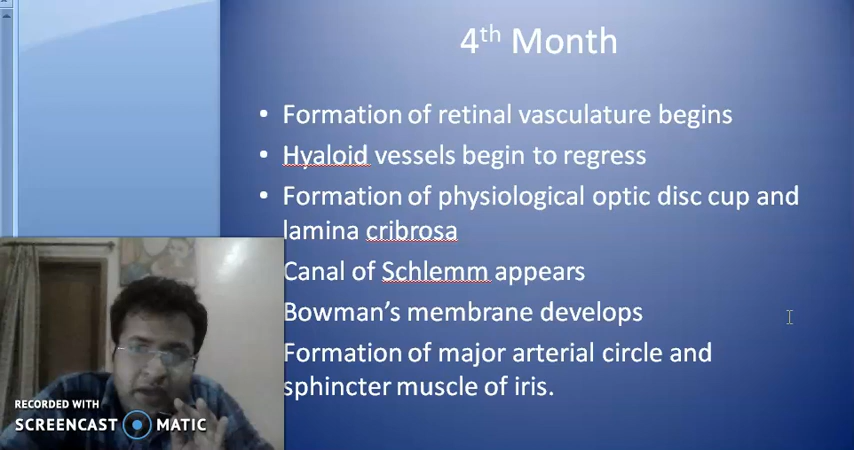 4th Month
• Formation of retinal vasculature begins
• Hyaloid vessels begin to regress
• Formation of physiological optic disc cup and
lamina cribrosa
Canal of Schlemm appears
Bowman's membrane develops
Formation of major arterial circle and
sphincter muscle of iris.
RECORDED WITH
SCREENCAST MATIC